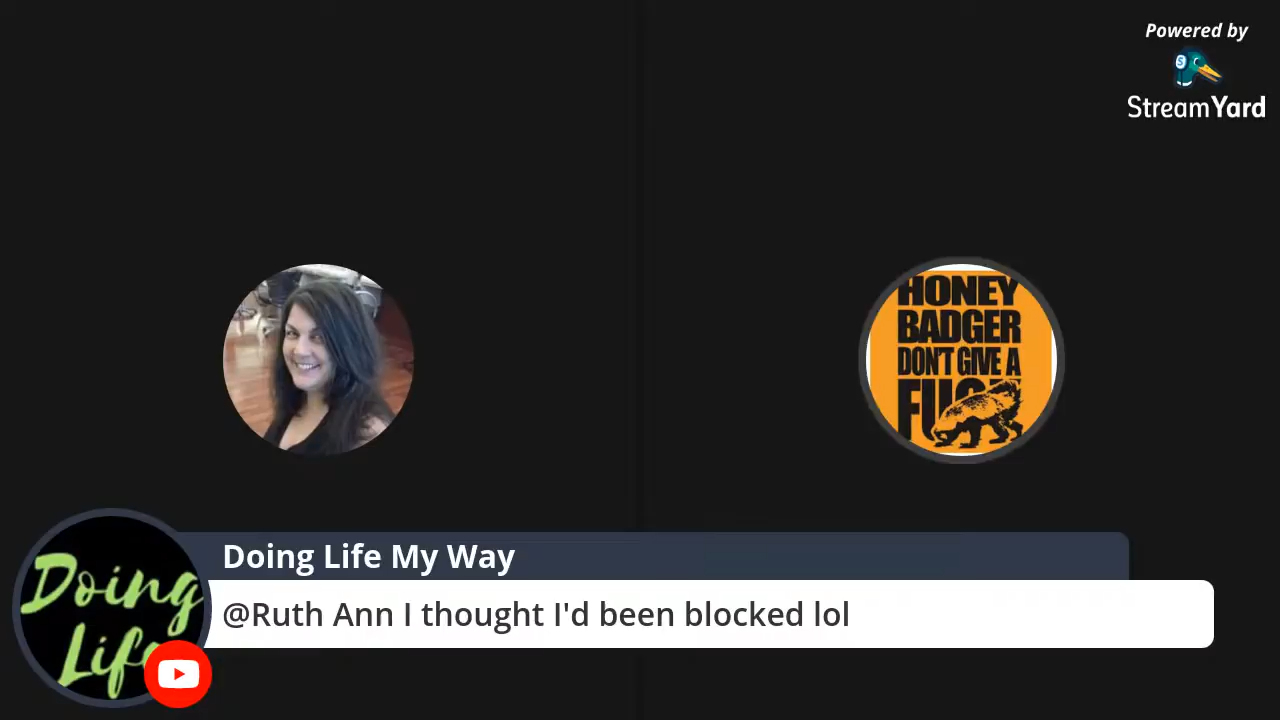 Powered by
StreamYard
HONEY
BADGER
DON'T GIVE A
Doing
Life
Doing Life My Way
@Ruth Ann I thought I'd been blocked lol